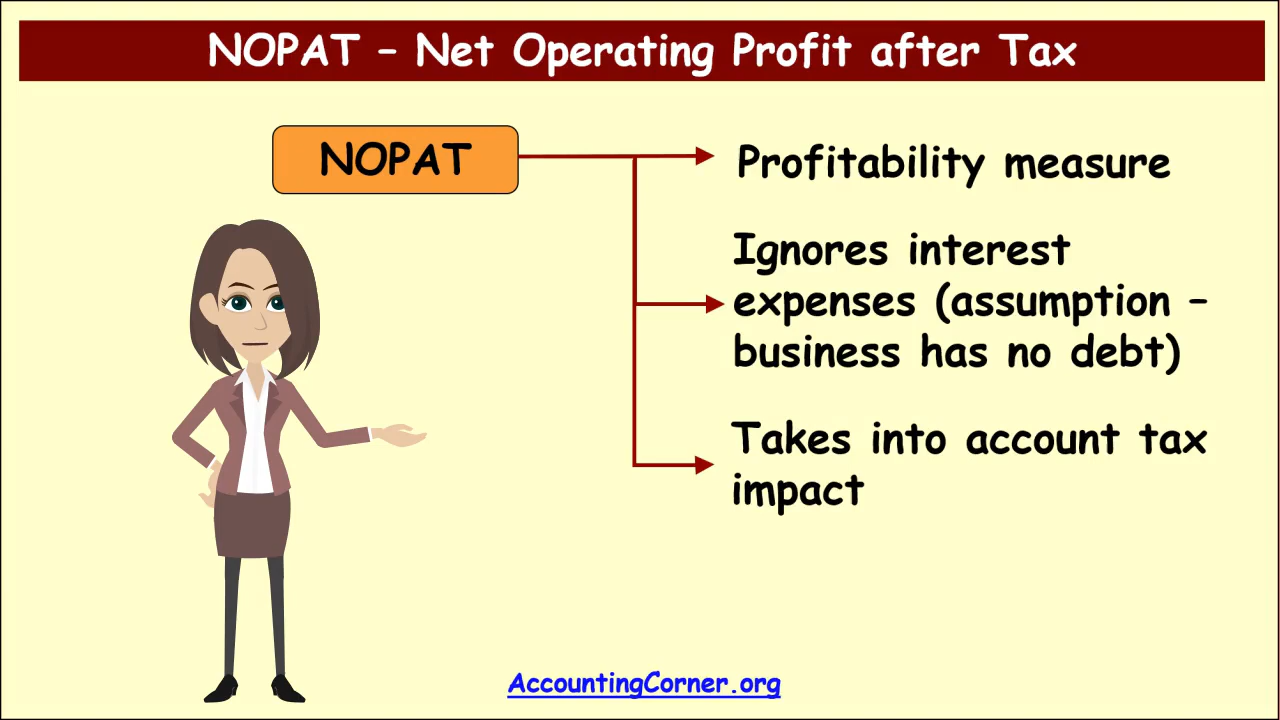 NOPAT – Net Operating Profit after Tax
NOPAT
Profitability measure
Ignores interest
expenses (assumption –
business has no debt)
Takes into account tax
impact
AccountingCorner.org